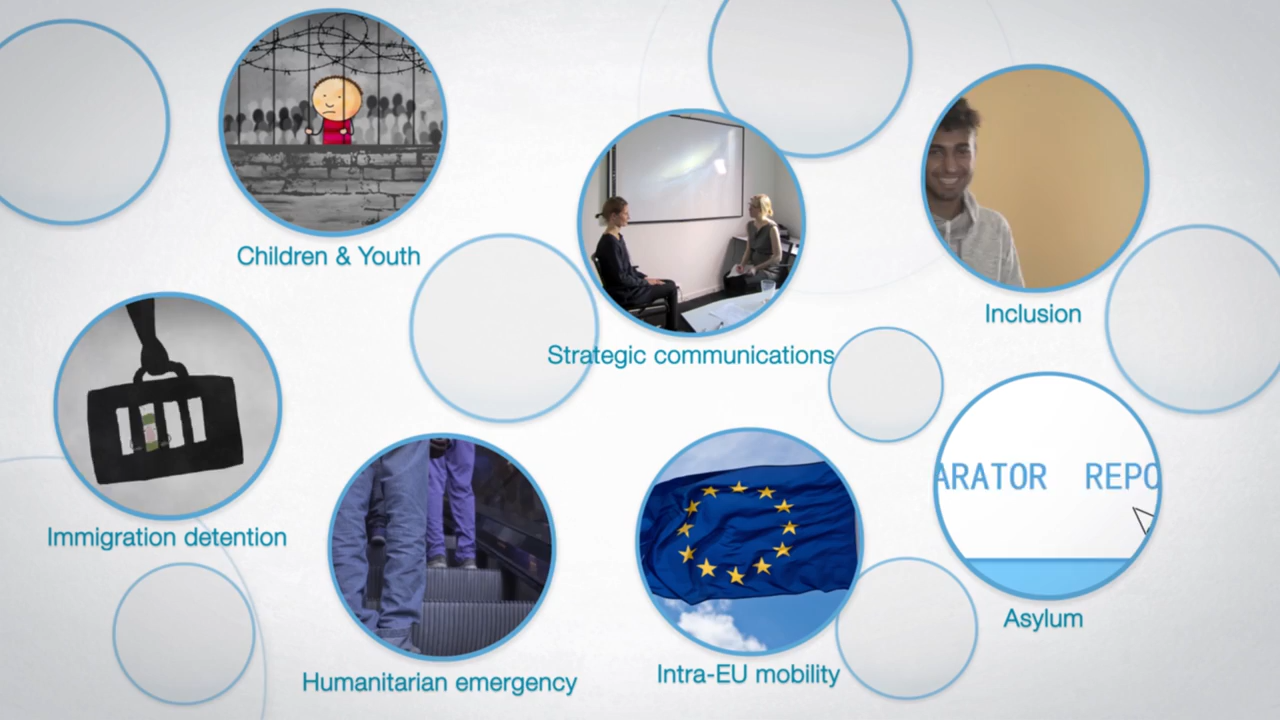 Children & Youth
Strategic communications
Inclusion
Immigration detention
ARATOR REPO
Asylum
Humanitarian emergency
Intra-EU mobility